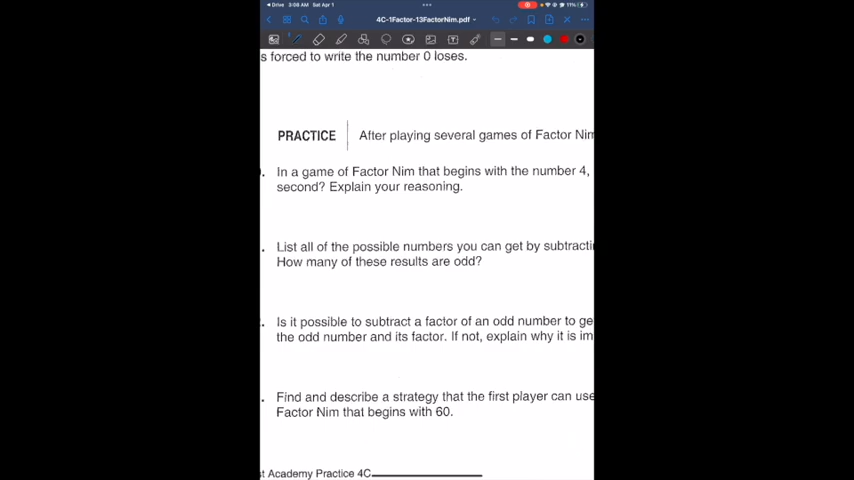 Drive 3:08 AM Sat Apr 1
11%
4C-1Factor-13FactorNim.pdf
s forced to write the number 0 loses.
PRACTICE After playing several games of Factor Nim
In a game of Factor Nim that begins with the number 4,
second? Explain your reasoning.
List all of the possible numbers you can get by subtracti
How many of these results are odd?
Is it possible to subtract a factor of an odd number to ge
the odd number and its factor. If not, explain why it is im
Find and describe a strategy that the first player can use
Factor Nim that begins with 60.
st Academy Practice 4C